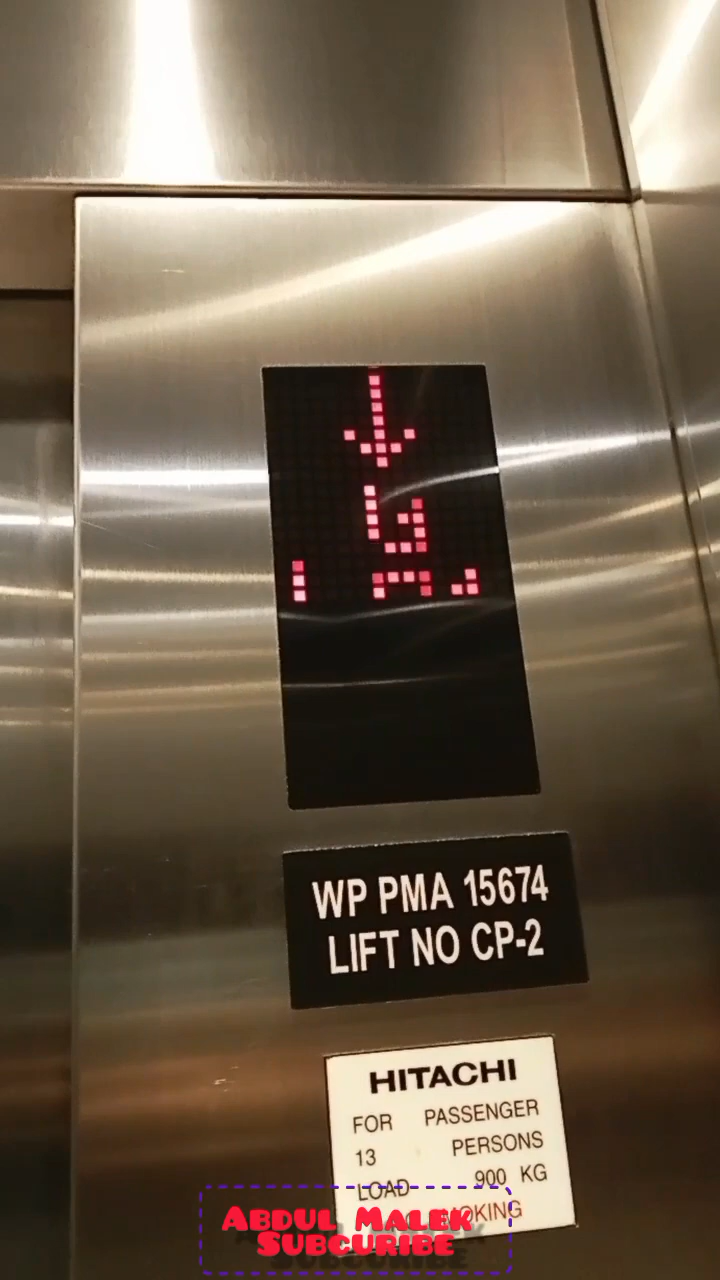 WP PMA 15674
LIFT NO CP-2
HITACHI
FOR PASSENGER
13 PERSONS
LOAD 900 KG
ABDUL MALEK
SUBCURIBE